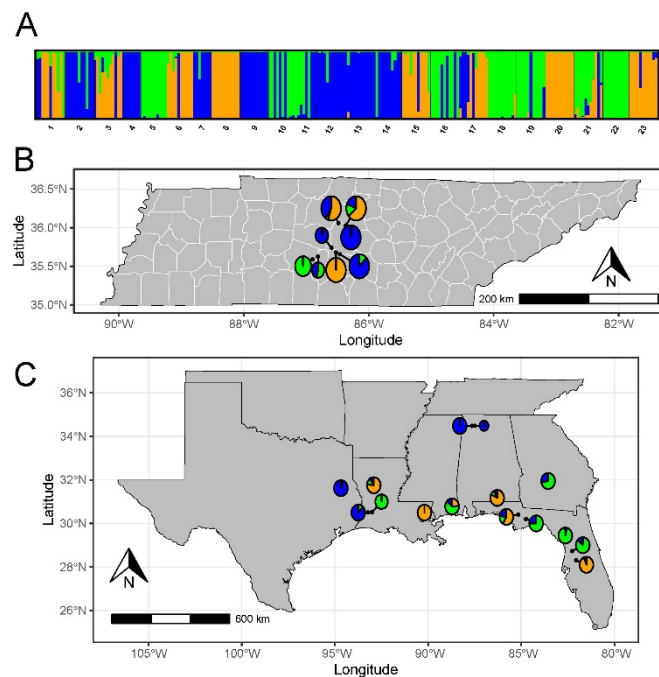 A
1 2 3 4 5 6 7 8 9 10 11 12 13 14 15 16 17 18 19 20 21 22 23
B
36.5°N
36.0°N
35.5°N
35.0°N
Latitude
200 km
N
90°W 88°W 86°W 84°W 82°W
Longitude
C
36°N
34°N
32°N
30°N
28°N
26°N
Latitude
N
600 km
105°W 100°W 95°W 90°W 85°W 80°W
Longitude